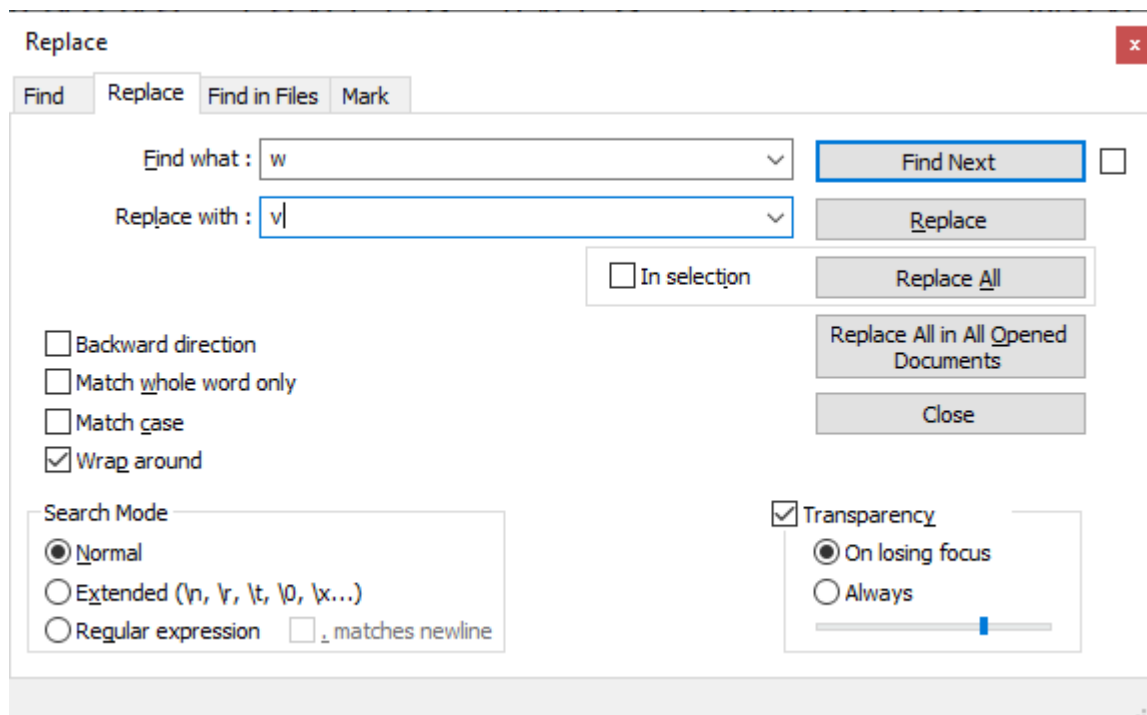 Replace
x
Find Replace Find in Files Mark
Find what : w
Find Next
Replace with : v
Replace
In selection
Replace All
Backward direction
Replace All in All Opened
Documents
Match whole word only
Match case
Close
Wrap around
Search Mode
Transparency
Normal
On losing focus
Extended (\n, \r, \t, \0, \x...)
Always
Regular expression
. matches newline